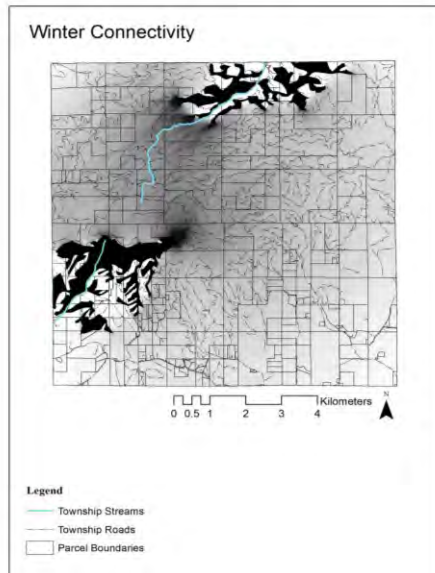 Winter Connectivity
N
Kilometers
0 0.5 1 2 3 4
Legend
Township Streams
Township Roads
Parcel Boundaries